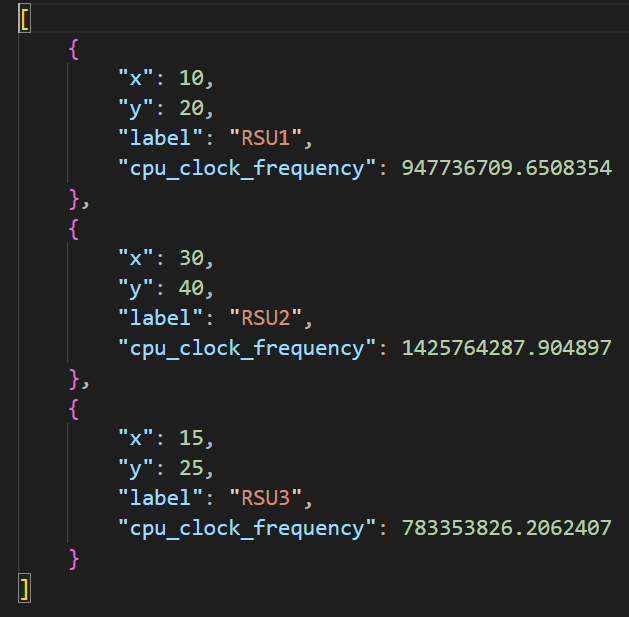 [
    {
        "x": 10,
        "y": 20,
        "label": "RSU1",
        "cpu_clock_frequency": 947736709.6508354
    },
    {
        "x": 30,
        "y": 40,
        "label": "RSU2",
        "cpu_clock_frequency": 1425764287.904897
    },
    {
        "x": 15,
        "y": 25,
        "label": "RSU3",
        "cpu_clock_frequency": 783353826.2062407
    }
]